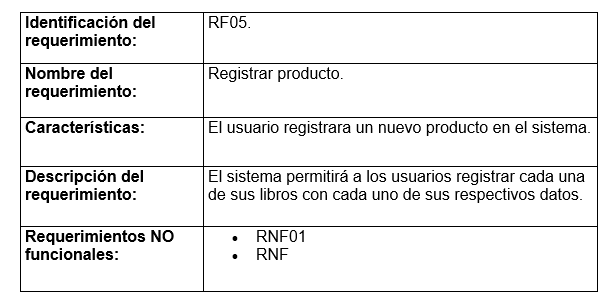 Identificación del
requerimiento:
RF05.
Nombre del
requerimiento:
Registrar producto.
Características:
El usuario registrara un nuevo producto en el sistema.
Descripción del
requerimiento:
El sistema permitirá a los usuarios registrar cada una
de sus libros con cada uno de sus respectivos datos.
Requerimientos NO
funcionales:
• RNF01
• RNF